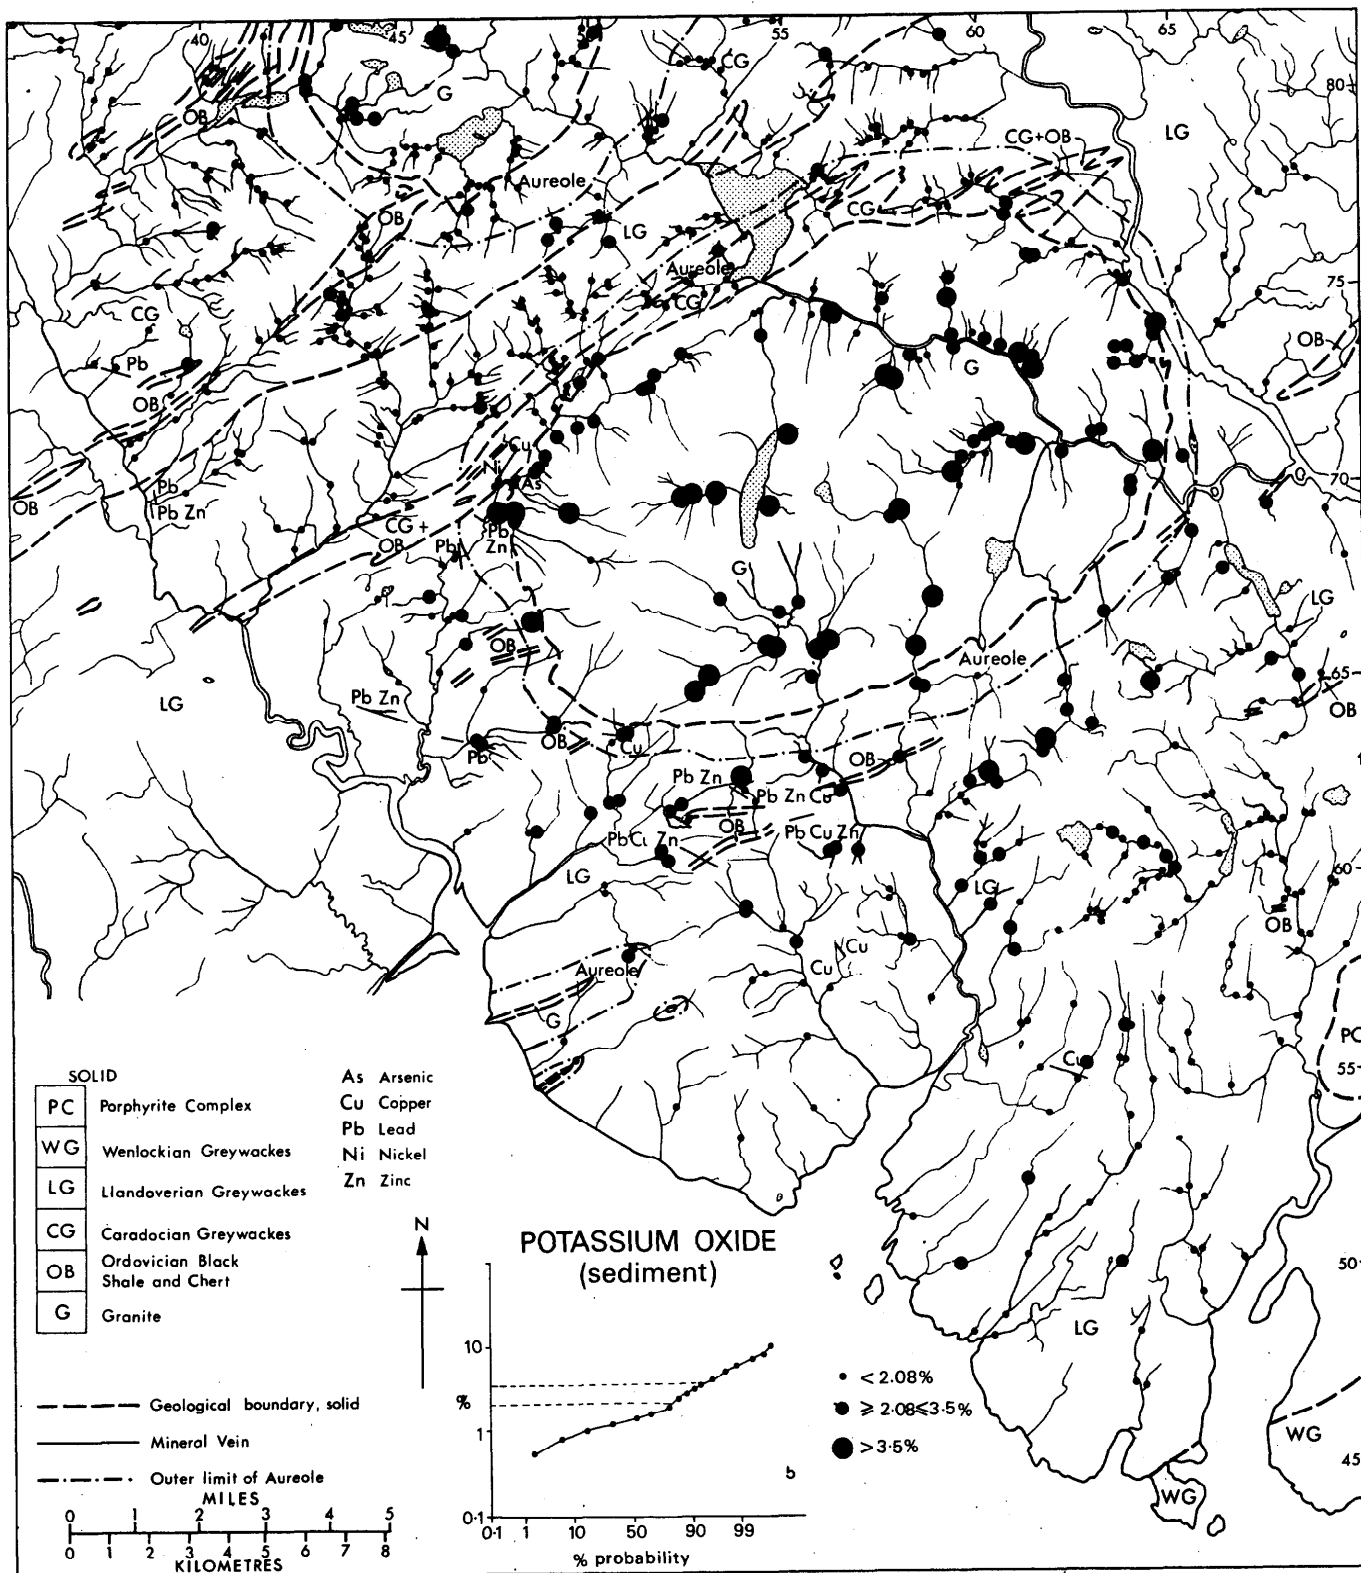 40 45 55 60 65
CG
G
80
OB
LG
CG+OB
Aureole
OB
CG
LG
Aureole
75
CG
CG
OB
G
Pb
OB
Cu
Ni
As
70
Pb
OB
Pb Zn
CG +
OB
Pb
Pb
Zn
G
LG
OB
Aureole
65
Pb Zn
LG
OB
OB
Cu
Pb
OB
Pb Zn
Pb Zn Cu
OB
Pb Cu Zn
LG
LG
60
OB
Cu
Cu
Aureole
G
PC
Cu
55
SOLID
PC Porphyrite Complex
WG Wenlockian Greywackes
LG Llandoverian Greywackes
CG Caradocian Greywackes
OB Ordovician Black
Shale and Chert
G Granite
As Arsenic
Cu Copper
Pb Lead
Ni Nickel
Zn Zinc
N
POTASSIUM OXIDE
(sediment)
50
LG
10
%
1
0·1
0·1 1 10 50 90 99
% probability
b
< 2.08%
⩾ 2·08⩽3·5%
>3·5%
WG
45
WG
Geological boundary, solid
Mineral Vein
Outer limit of Aureole
MILES
0 1 2 3 4 5
0 1 2 3 4 5 6 7 8
KILOMETRES